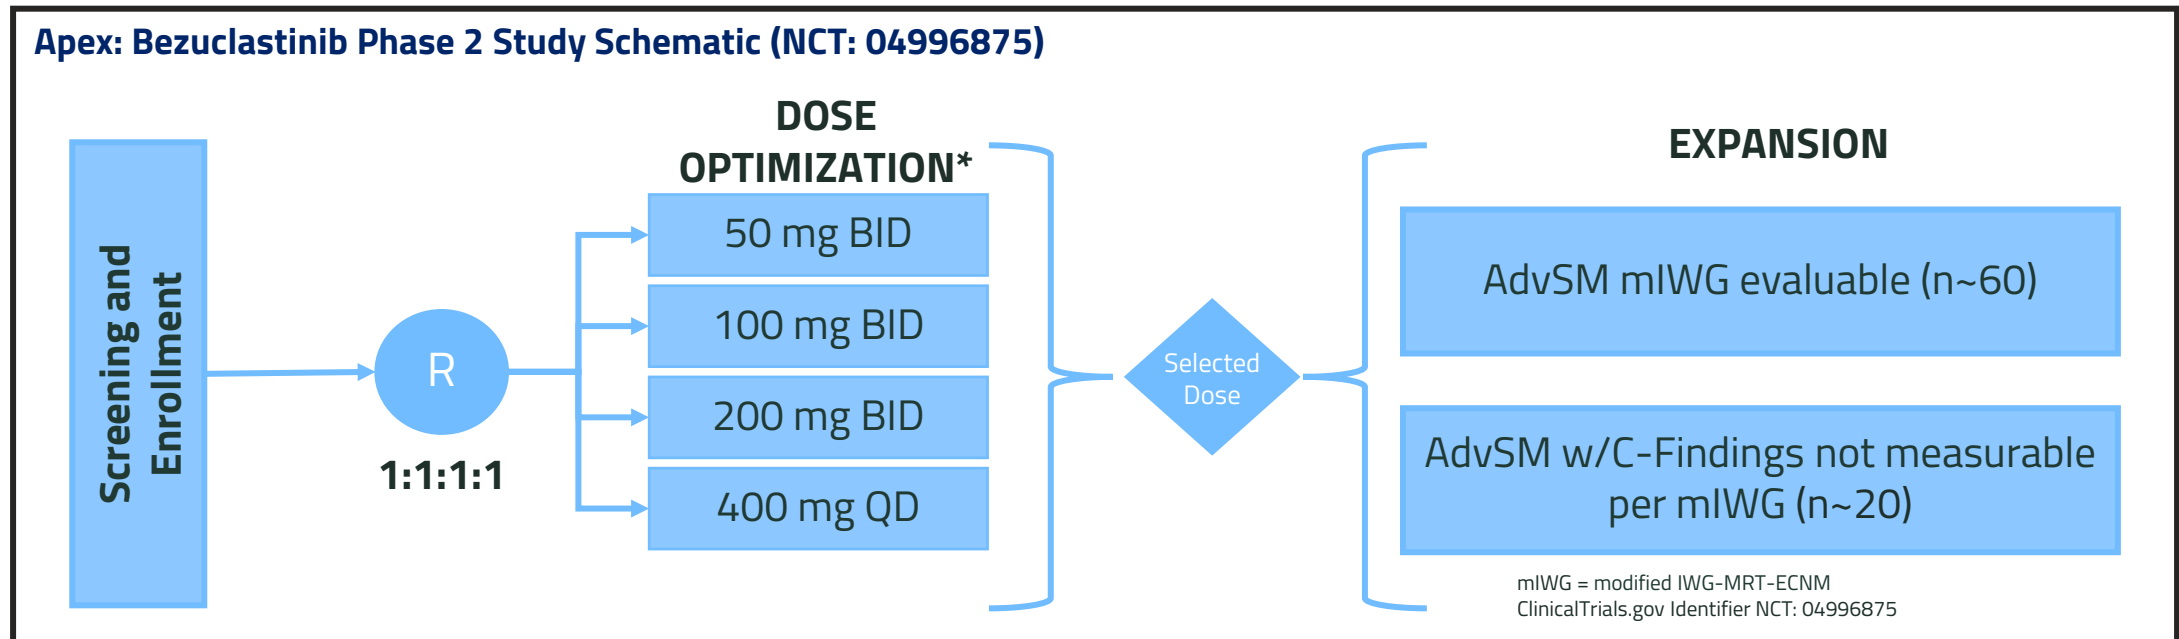 Apex: Bezuclastinib Phase 2 Study Schematic (NCT: 04996875)
Screening and
Enrollment
R
1:1:1:1
DOSE
OPTIMIZATION*
50 mg BID
100 mg BID
200 mg BID
400 mg QD
Selected
Dose
EXPANSION
AdvSM mIWG evaluable (n~60)
AdvSM w/C-Findings not measurable
per mIWG (n~20)
mIWG = modified IWG-MRT-ECNM
ClinicalTrials.gov Identifier NCT: 04996875